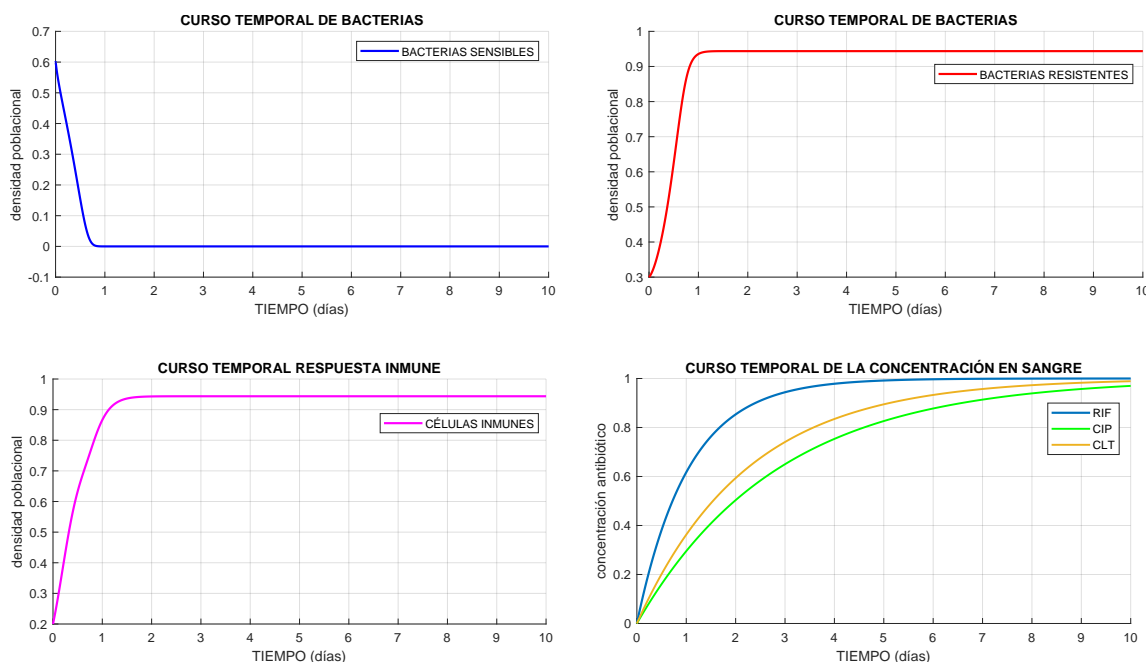 CURSO TEMPORAL DE BACTERIAS
0.7
0.6
0.5
0.4
0.3
0.2
0.1
0
-0.1
densidad poblacional
BACTERIAS SENSIBLES
0 1 2 3 4 5 6 7 8 9 10
TIEMPO (días)
CURSO TEMPORAL DE BACTERIAS
1
0.9
0.8
0.7
0.6
0.5
0.4
0.3
densidad poblacional
BACTERIAS RESISTENTES
0 1 2 3 4 5 6 7 8 9 10
TIEMPO (días)
CURSO TEMPORAL RESPUESTA INMUNE
1
0.9
0.8
0.7
0.6
0.5
0.4
0.3
0.2
densidad poblacional
CÉLULAS INMUNES
0 1 2 3 4 5 6 7 8 9 10
TIEMPO (días)
CURSO TEMPORAL DE LA CONCENTRACIÓN EN SANGRE
1
0.8
0.6
0.4
0.2
0
concentración antibiótico
RIF
CIP
CLT
0 1 2 3 4 5 6 7 8 9 10
TIEMPO (días)